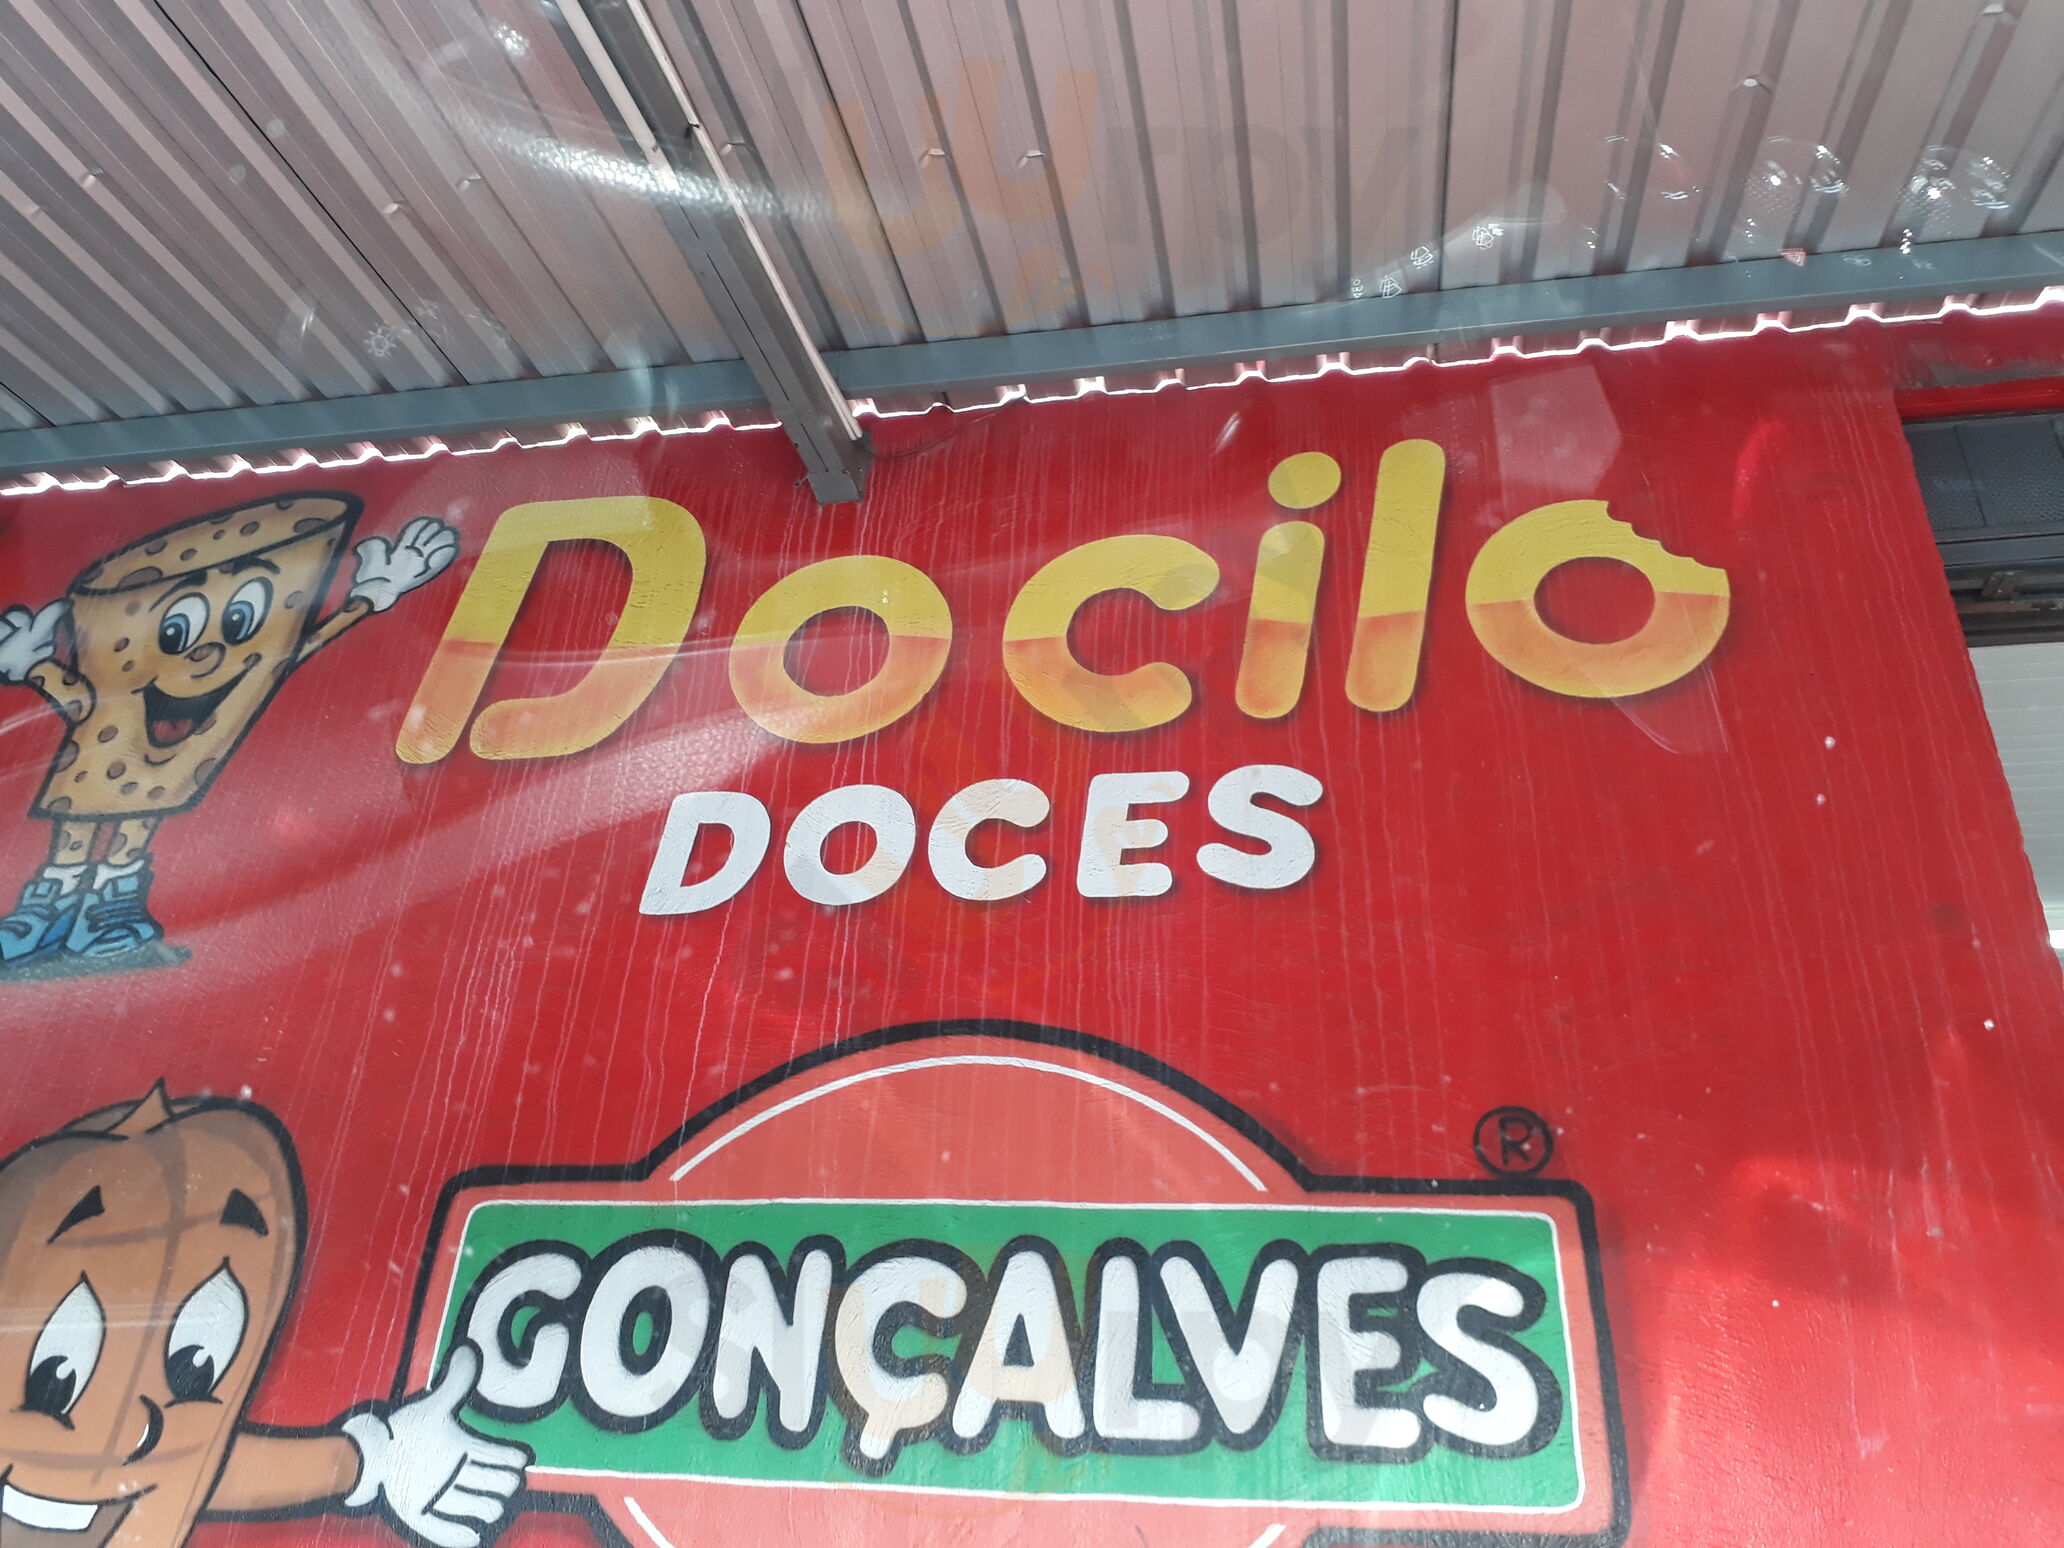 Docilo
DOCES
®
GONÇALVES